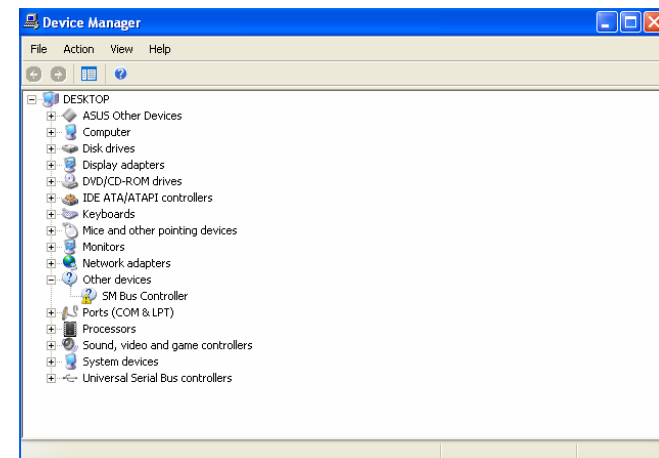 Device Manager
File Action View Help
DESKTOP
ASUS Other Devices
Computer
Disk drives
Display adapters
DVD/CD-ROM drives
IDE ATA/ATAPI controllers
Keyboards
Mice and other pointing devices
Monitors
Network adapters
Other devices
SM Bus Controller
Ports (COM & LPT)
Processors
Sound, video and game controllers
System devices
Universal Serial Bus controllers